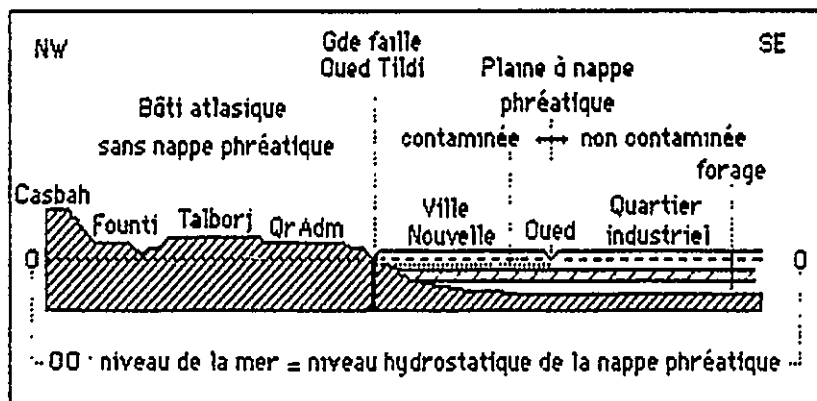 NW
Gde faille
Oued Tildi
SE
Plaine à nappe
phréatique
Bâti atlasique
sans nappe phréatique
contaminée
non contaminée
forage
Casbah
Founti
Talborj
Qr Adm
Ville
Nouvelle
Oued
Quartier
industriel
0
0
00 : niveau de la mer = niveau hydrostatique de la nappe phréatique